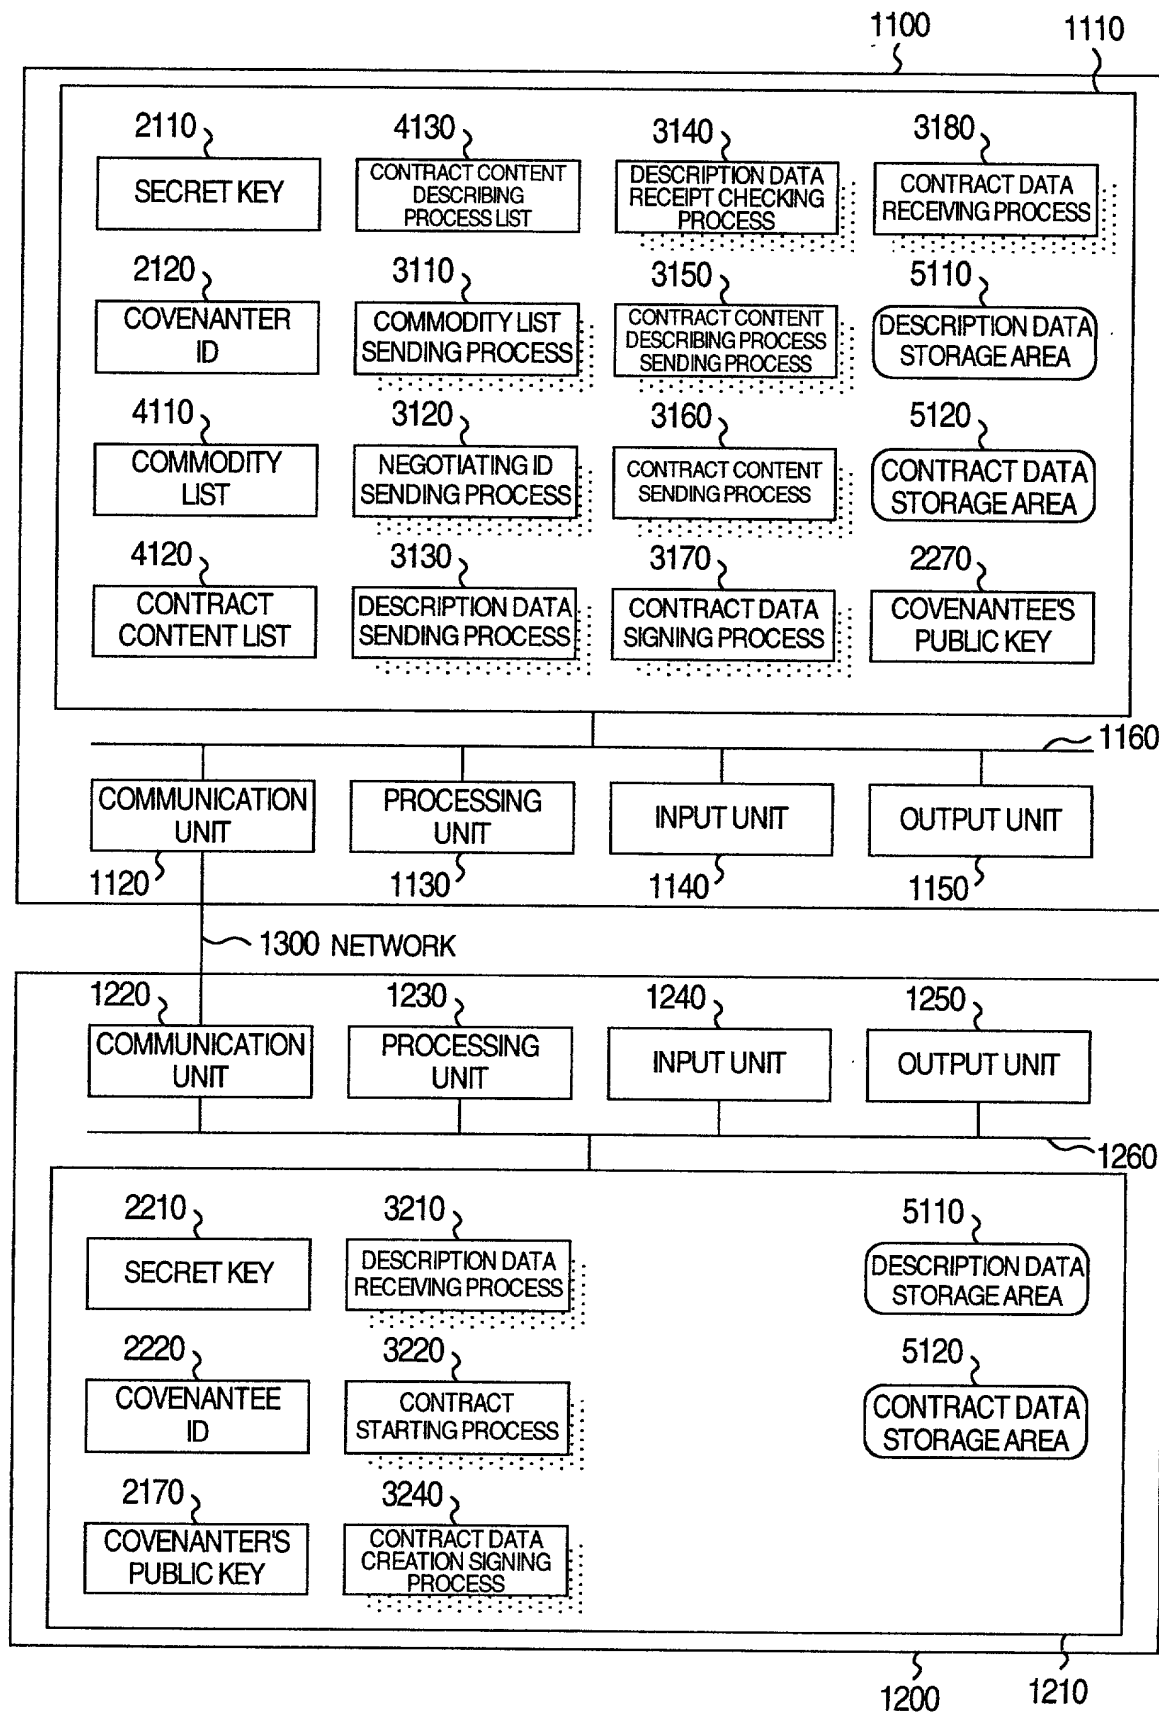 1100
1110
2110
4130
3140
3180
SECRET KEY
CONTRACT CONTENT
DESCRIBING
PROCESS LIST
DESCRIPTION DATA
RECEIPT CHECKING
PROCESS
CONTRACT DATA
RECEIVING PROCESS
2120
3110
3150
5110
COVENANTER
ID
COMMODITY LIST
SENDING PROCESS
CONTRACT CONTENT
DESCRIBING PROCESS
SENDING PROCESS
DESCRIPTION DATA
STORAGE AREA
4110
3120
3160
5120
COMMODITY
LIST
NEGOTIATING ID
SENDING PROCESS
CONTRACT CONTENT
SENDING PROCESS
CONTRACT DATA
STORAGE AREA
4120
3130
3170
2270
CONTRACT
CONTENT LIST
DESCRIPTION DATA
SENDING PROCESS
CONTRACT DATA
SIGNING PROCESS
COVENANTEE'S
PUBLIC KEY
1160
COMMUNICATION
UNIT
PROCESSING
UNIT
INPUT UNIT
OUTPUT UNIT
1120
1130
1140
1150
1300 NETWORK
1220
1230
1240
1250
COMMUNICATION
UNIT
PROCESSING
UNIT
INPUT UNIT
OUTPUT UNIT
1260
2210
3210
5110
SECRET KEY
DESCRIPTION DATA
RECEIVING PROCESS
DESCRIPTION DATA
STORAGE AREA
2220
3220
5120
COVENANTEE
ID
CONTRACT
STARTING PROCESS
CONTRACT DATA
STORAGE AREA
2170
3240
COVENANTER'S
PUBLIC KEY
CONTRACT DATA
CREATION SIGNING
PROCESS
1200
1210